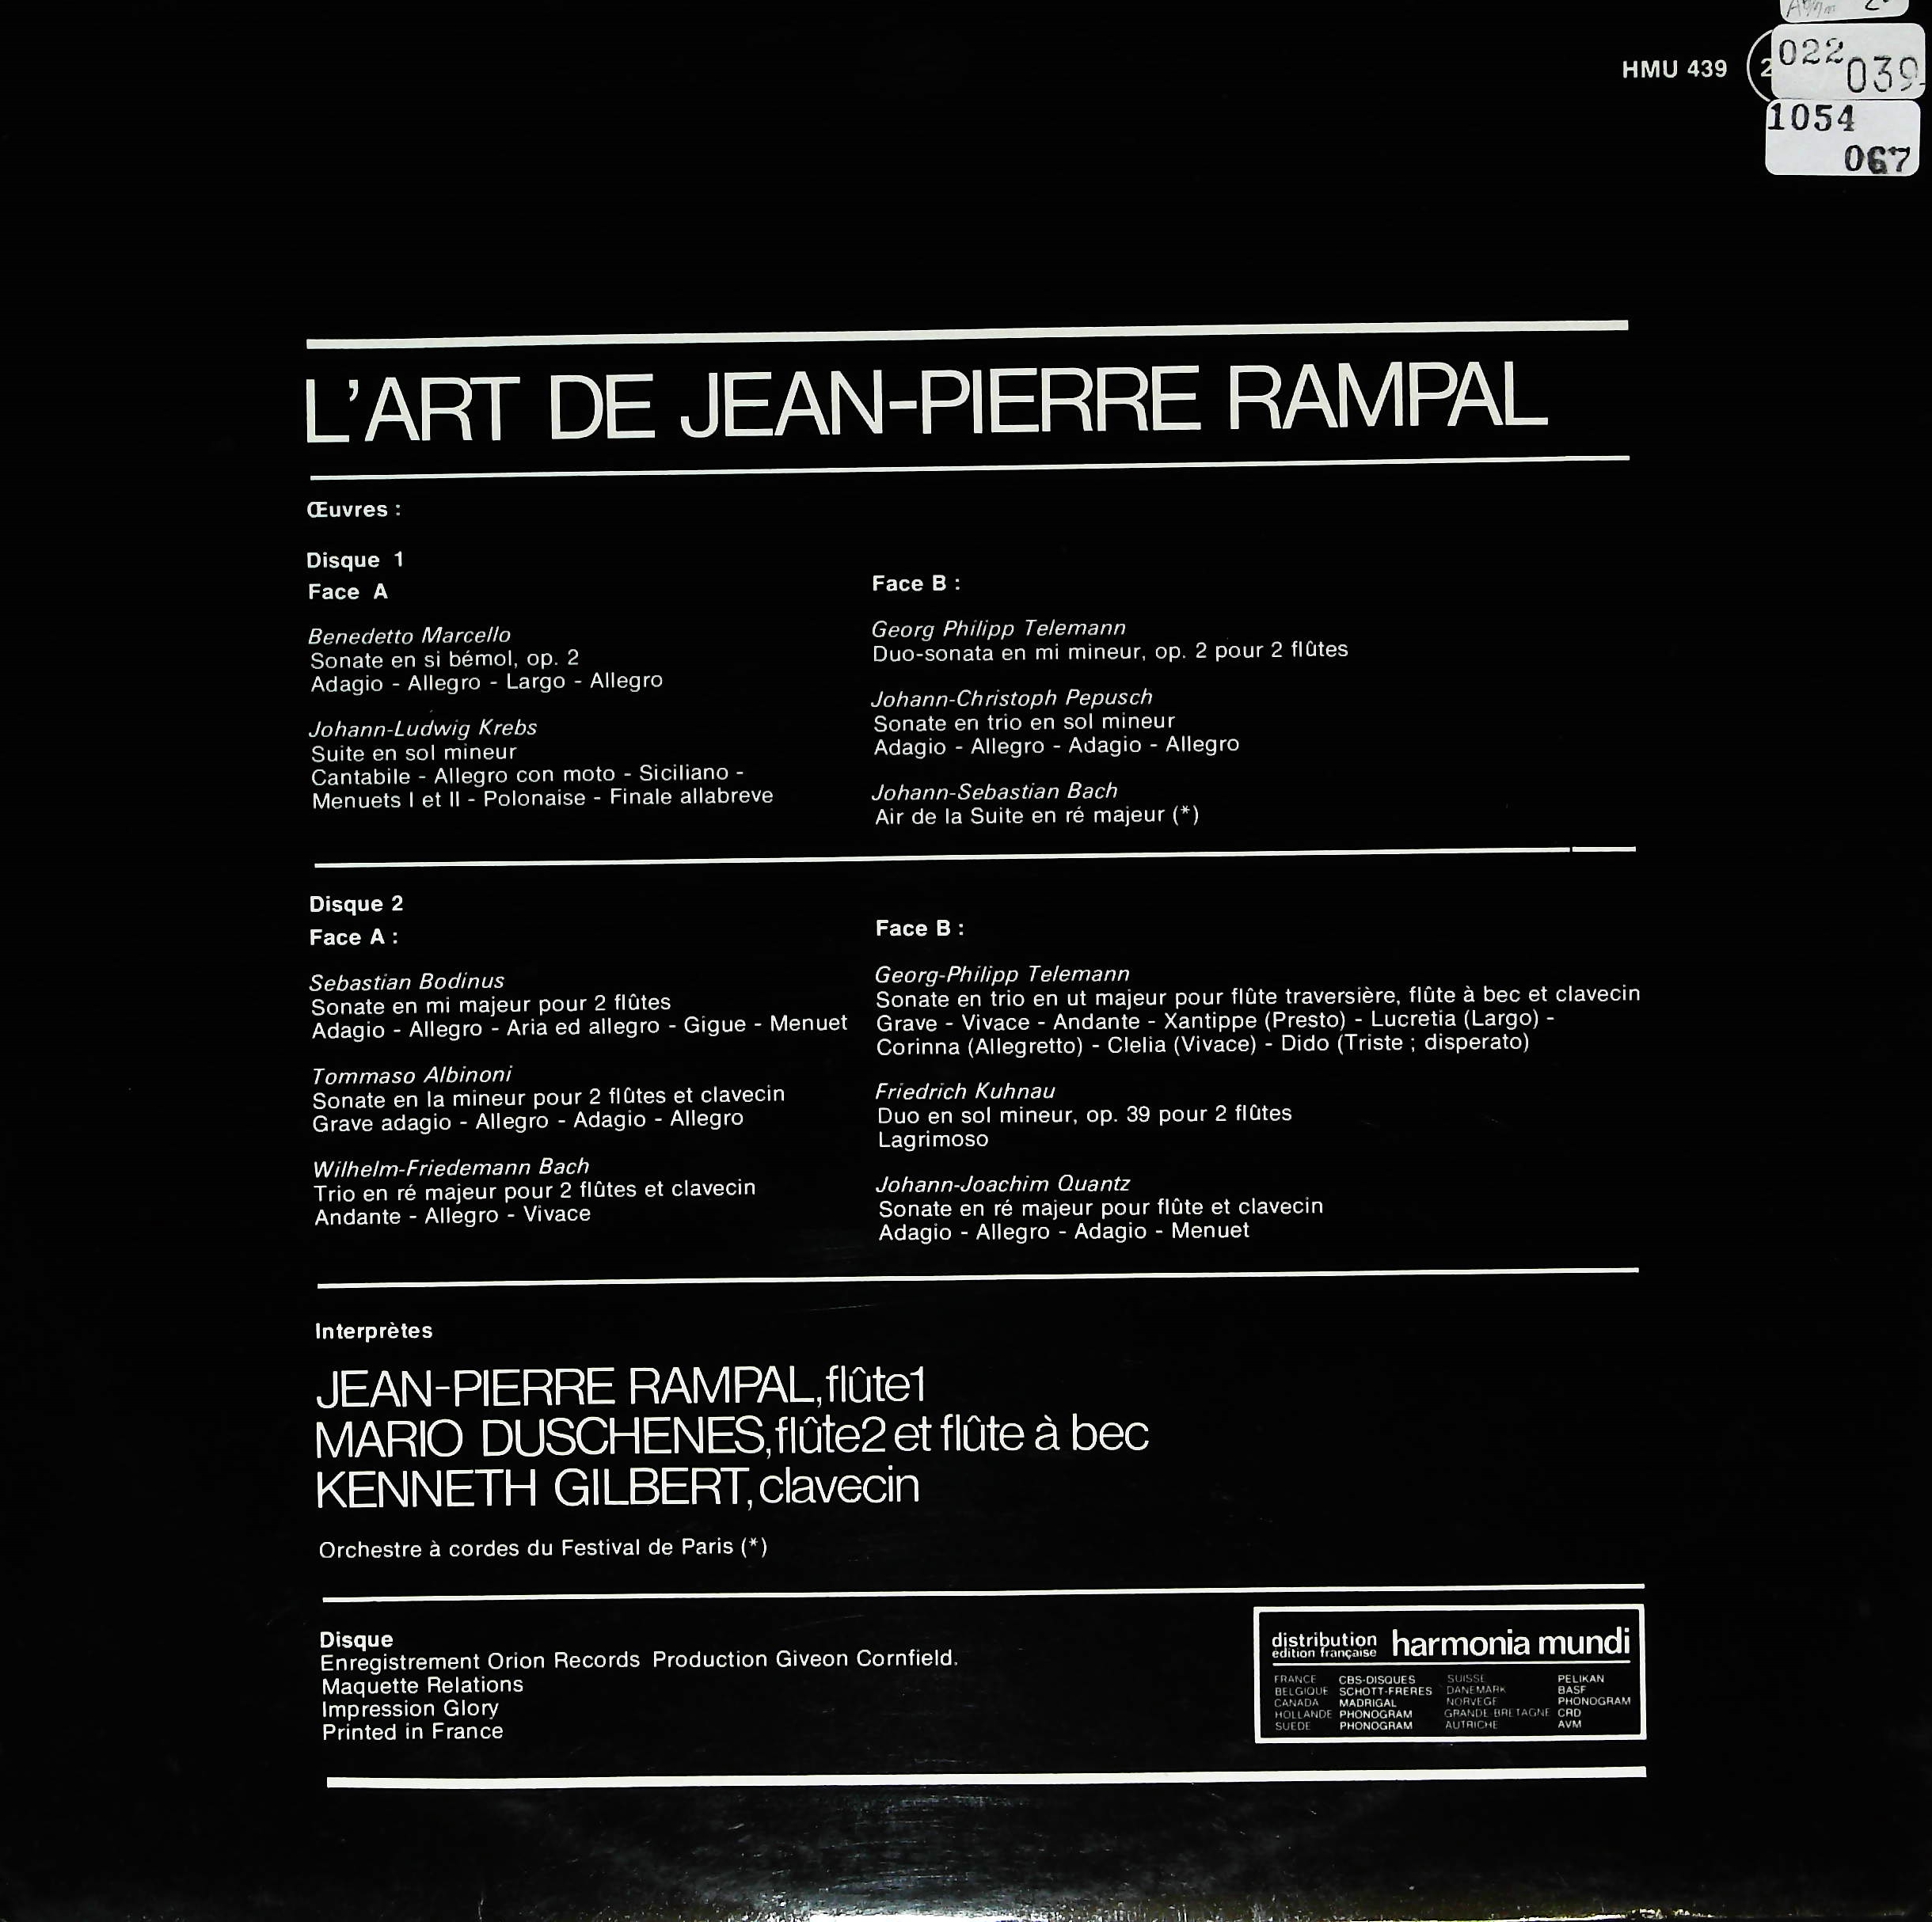 HMU 439 2
022 039
1054
067
L'ART DE JEAN-PIERRE RAMPAL
Œuvres :
Disque 1
Face A
Benedetto Marcello
Sonate en si bémol, op. 2
Adagio - Allegro - Largo - Allegro
Johann-Ludwig Krebs
Suite en sol mineur
Cantabile - Allegro con moto - Siciliano -
Menuets I et II - Polonaise - Finale allabreve
Face B :
Georg Philipp Telemann
Duo-sonata en mi mineur, op. 2 pour 2 flûtes
Johann-Christoph Pepusch
Sonate en trio en sol mineur
Adagio - Allegro - Adagio - Allegro
Johann-Sebastian Bach
Air de la Suite en ré majeur (*)
Disque 2
Face A :
Sebastian Bodinus
Sonate en mi majeur pour 2 flûtes
Adagio - Allegro - Aria ed allegro - Gigue - Menuet
Tommaso Albinoni
Sonate en la mineur pour 2 flûtes et clavecin
Grave adagio - Allegro - Adagio - Allegro
Wilhelm-Friedemann Bach
Trio en ré majeur pour 2 flûtes et clavecin
Andante - Allegro - Vivace
Face B :
Georg-Philipp Telemann
Sonate en trio en ut majeur pour flûte traversière, flûte à bec et clavecin
Grave - Vivace - Andante - Xantippe (Presto) - Lucretia (Largo) -
Corinna (Allegretto) - Clelia (Vivace) - Dido (Triste ; disperato)
Friedrich Kuhnau
Duo en sol mineur, op. 39 pour 2 flûtes
Lagrimoso
Johann-Joachim Quantz
Sonate en ré majeur pour flûte et clavecin
Adagio - Allegro - Adagio - Menuet
Interprètes
JEAN-PIERRE RAMPAL, flûte1
MARIO DUSCHENES, flûte2 et flûte à bec
KENNETH GILBERT, clavecin
Orchestre à cordes du Festival de Paris (*)
Disque
Enregistrement Orion Records Production Giveon Cornfield.
Maquette Relations
Impression Glory
Printed in France
distribution
edition française
harmonia mundi
FRANCE CBS-DISQUES SUISSE PELIKAN
BELGIQUE SCHOTT-FRERES DANEMARK BASF
CANADA MADRIGAL NORVEGE PHONOGRAM
HOLLANDE PHONOGRAM GRANDE BRETAGNE CRD
SUEDE PHONOGRAM AUTRICHE AVM